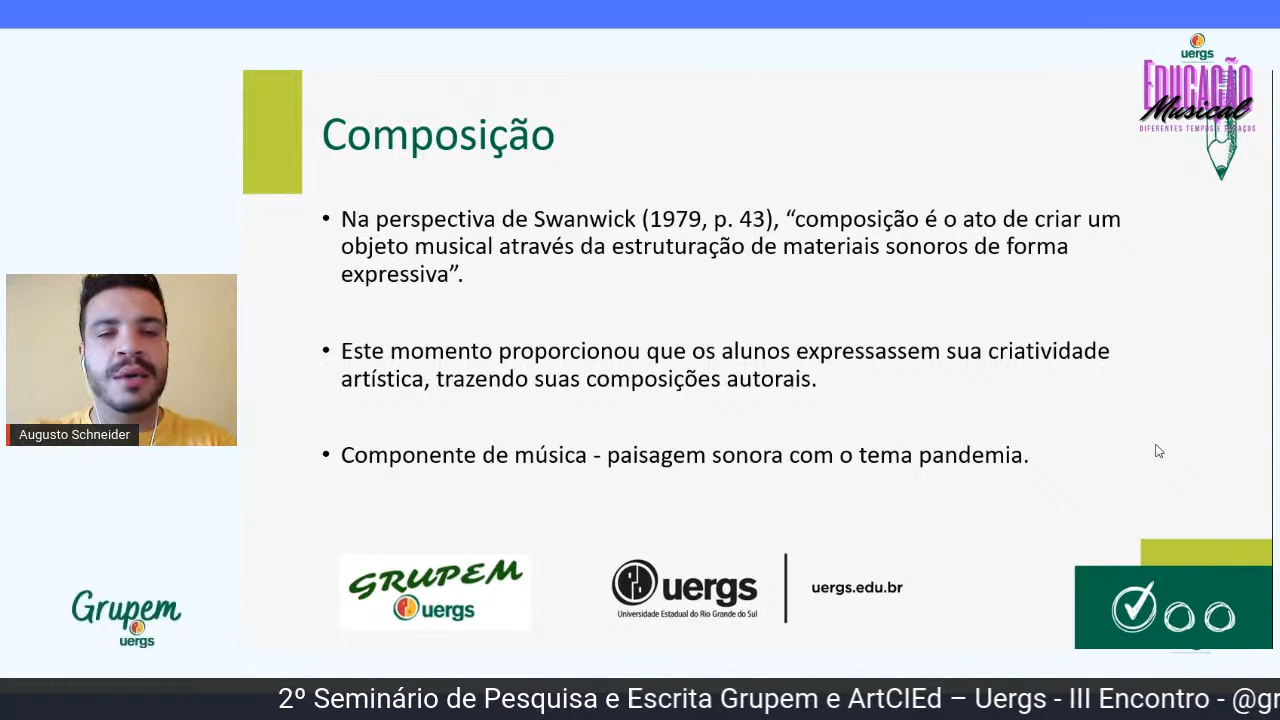 uergs
EDUCAÇÃO
Musical
DIFERENTES TEMPOS E ESPAÇOS
Composição
• Na perspectiva de Swanwick (1979, p. 43), “composição é o ato de criar um
objeto musical através da estruturação de materiais sonoros de forma
expressiva”.
• Este momento proporcionou que os alunos expressassem sua criatividade
artística, trazendo suas composições autorais.
• Componente de música - paisagem sonora com o tema pandemia.
Augusto Schneider
GRUPEM
uergs
uergs
Universidade Estadual do Rio Grande do Sul
uergs.edu.br
Grupem
uergs
2º Seminário de Pesquisa e Escrita Grupem e ArtCIEd – Uergs - III Encontro - @gr